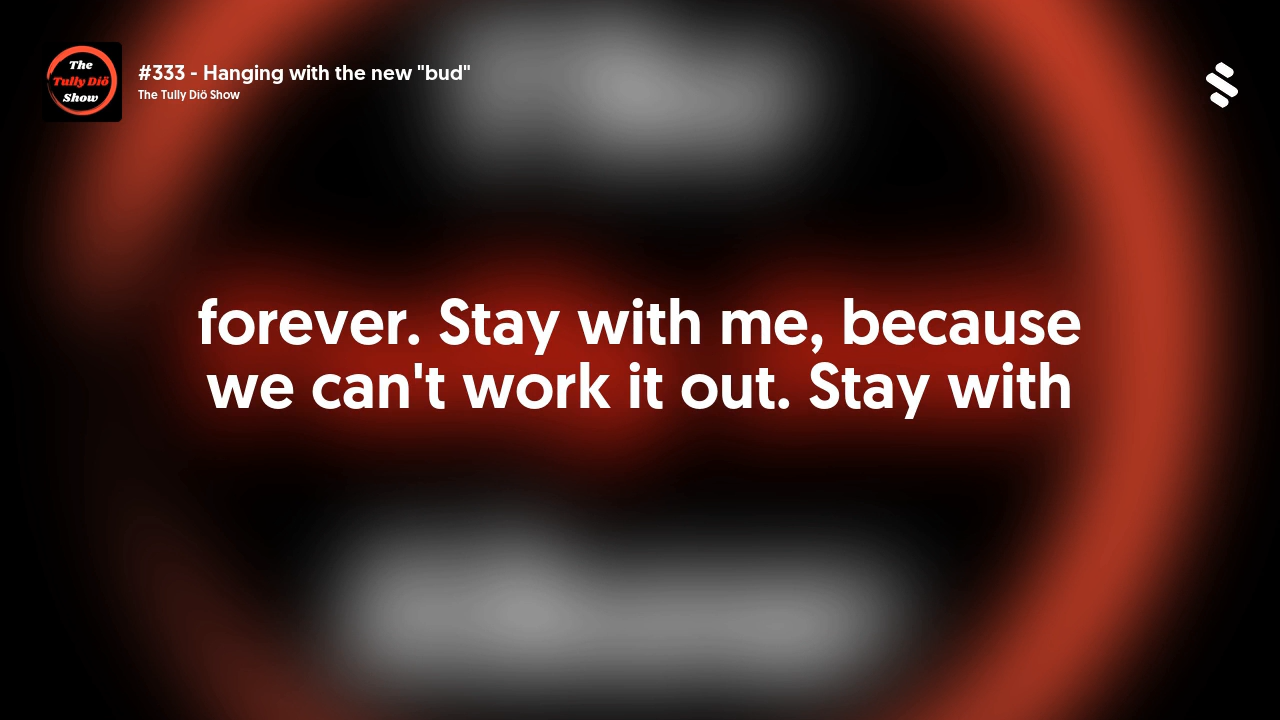 The
Tully Diö
Show
#333 - Hanging with the new "bud"
The Tully Diö Show
forever. Stay with me, because
we can't work it out. Stay with